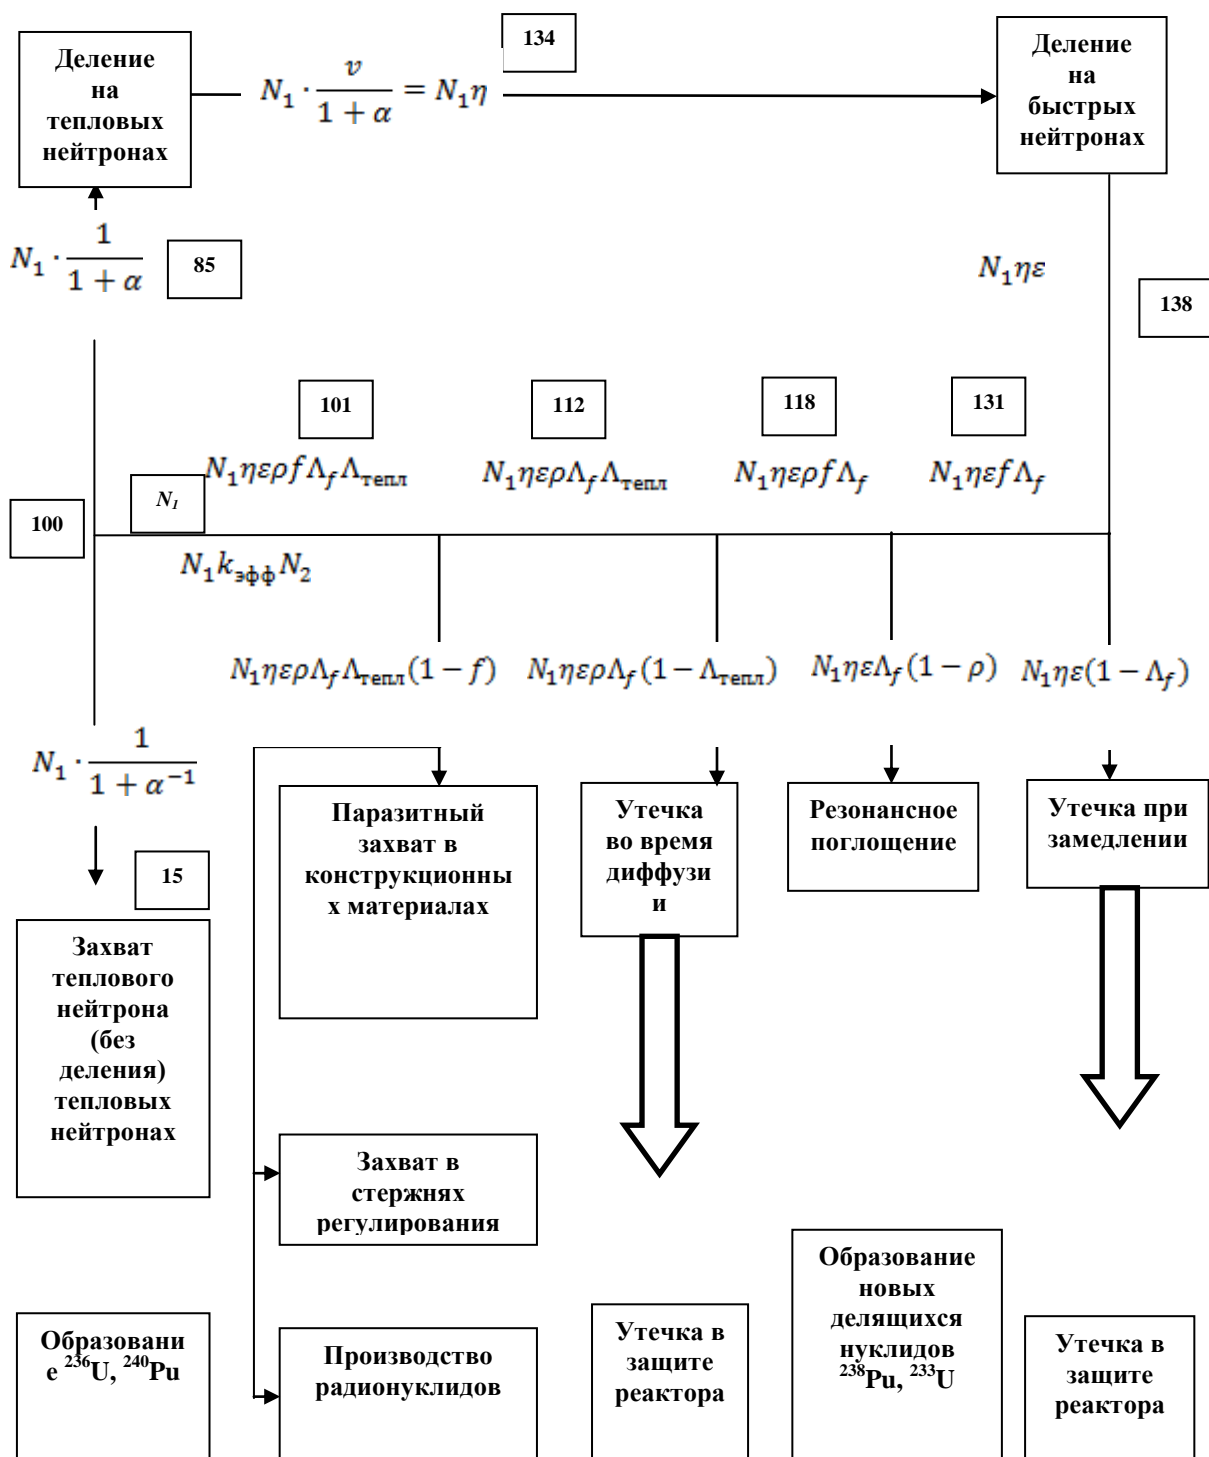 134
Деление
на
тепловых
нейтронах
N₁ · v / (1 + α) = N₁η
Деление
на
быстрых
нейтронах
N₁ · 1 / (1 + α)
85
N₁ηε
138
101
112
118
131
N₁ηερfΛ_fΛ_тепл
N₁ηερΛ_fΛ_тепл
N₁ηερfΛ_f
N₁ηεfΛ_f
100
N₁
N₁k_эффN₂
N₁ηερΛ_fΛ_тепл(1 − f)
N₁ηερΛ_f(1 − Λ_тепл)
N₁ηεΛ_f(1 − ρ)
N₁ηε(1 − Λ_f)
N₁ · 1 / (1 + α⁻¹)
15
Паразитный
захват в
конструкционны
х материалах
Утечка
во время
диффузи
и
Резонансное
поглощение
Утечка при
замедлении
Захват
теплового
нейтрона
(без
деления)
тепловых
нейтронах
Захват в
стержнях
регулирования
Образовани
е ²³⁶U, ²⁴⁰Pu
Производство
радионуклидов
Утечка в
защите
реактора
Образование
новых
делящихся
нуклидов
²³⁸Pu, ²³³U
Утечка в
защите
реактора